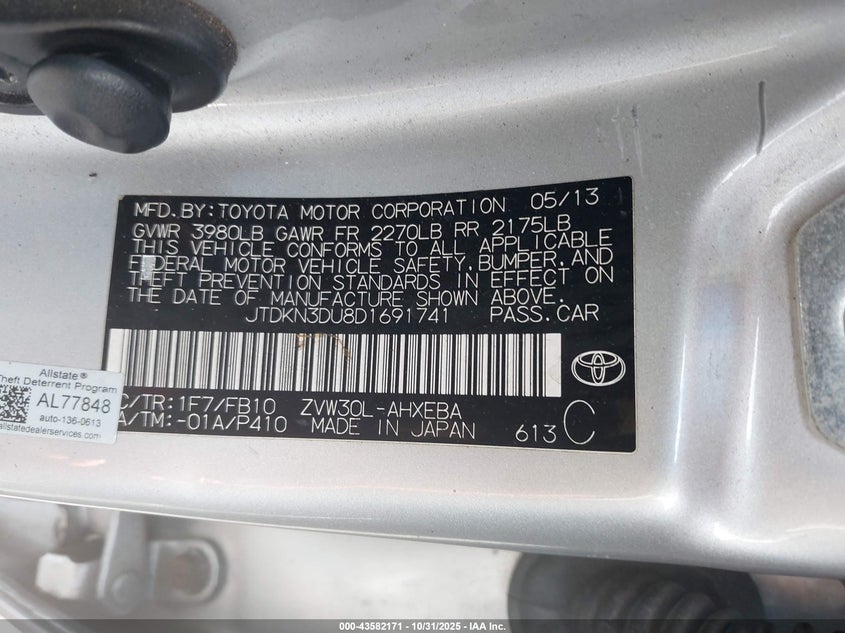 MFD.BY:TOYOTA MOTOR CORPORATION 05/13
GVWR 3980LB GAWR FR 2270LB RR 2175LB
THIS VEHICLE CONFORMS TO ALL APPLICABLE
FEDERAL MOTOR VEHICLE SAFETY, BUMPER, AND
THEFT PREVENTION STANDARDS IN EFFECT ON
THE DATE OF MANUFACTURE SHOWN ABOVE.
JTDKN3DU8D1691741 PASS.CAR
C/TR:1F7/FB10 ZVW30L-AHXEBA
A/TM:-01A/P410 MADE IN JAPAN 613 C
Allstate®
Theft Deterrent Program
AL77848
auto-136-0613
allstatedealerservices.com
000-43582171 | 10/31/2025 | IAA Inc.